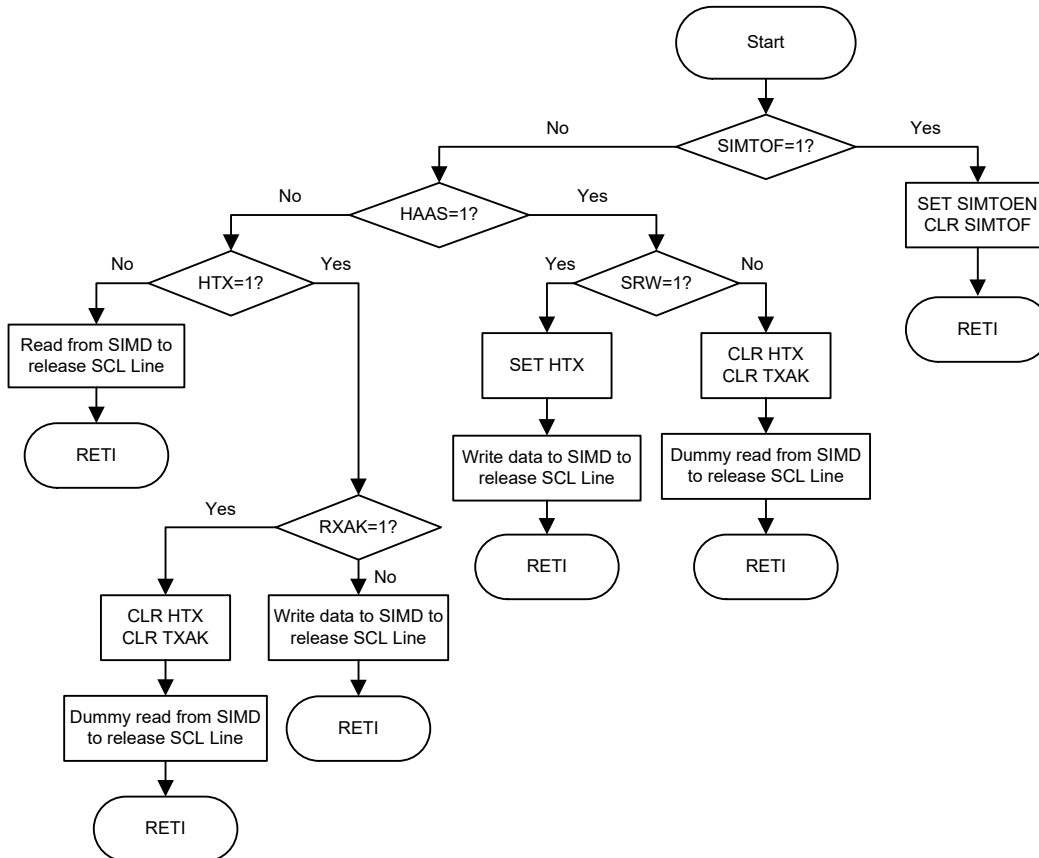 Start
No
Yes
SIMTOF=1?
No
HAAS=1?
Yes
SET SIMTOEN
CLR SIMTOF
No
HTX=1?
Yes
Yes
SRW=1?
No
RETI
Read from SIMD to
release SCL Line
SET HTX
CLR HTX
CLR TXAK
RETI
Write data to SIMD to
release SCL Line
Dummy read from SIMD
to release SCL Line
Yes
RXAK=1?
No
RETI
RETI
CLR HTX
CLR TXAK
Write data to SIMD to
release SCL Line
Dummy read from SIMD
to release SCL Line
RETI
RETI